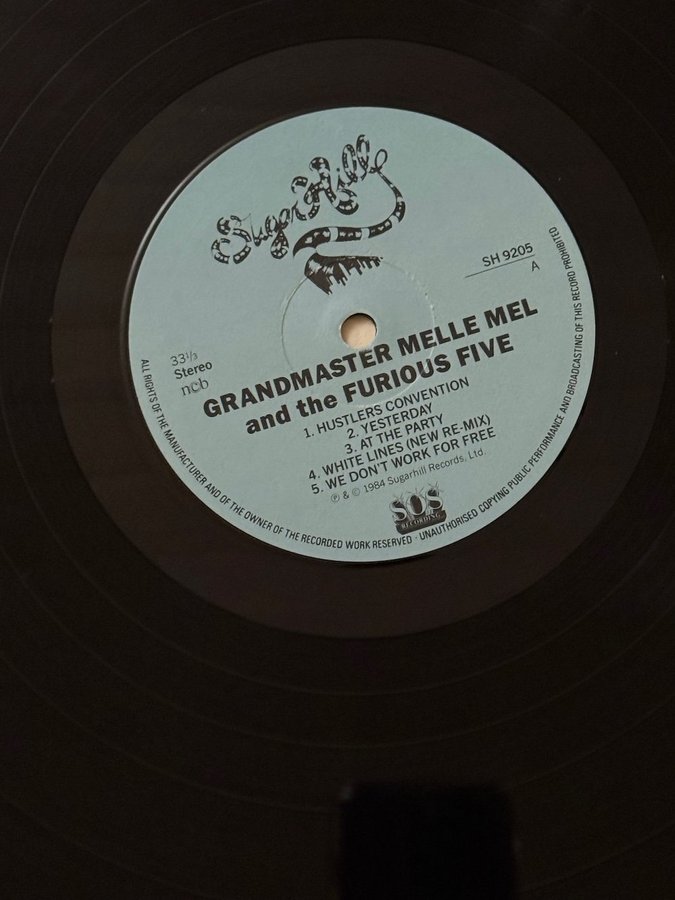 Sugar Hill
SH 9205
A
33⅓
Stereo
ncb
GRANDMASTER MELLE MEL
and the FURIOUS FIVE
1. HUSTLERS CONVENTION
2. YESTERDAY
3. AT THE PARTY
4. WHITE LINES (NEW RE-MIX)
5. WE DON'T WORK FOR FREE
℗ & © 1984 Sugarhill Records, Ltd.
SOS
RECORDING
ALL RIGHTS OF THE MANUFACTURER AND OF THE OWNER OF THE RECORDED WORK RESERVED · UNAUTHORISED COPYING PUBLIC PERFORMANCE AND BROADCASTING OF THIS RECORD PROHIBITED